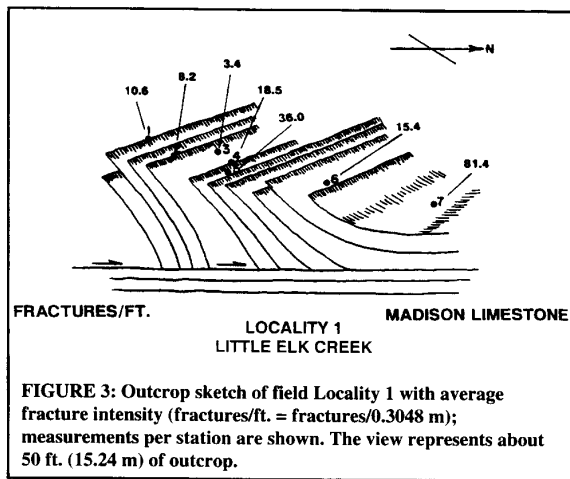 N
3.4
8.2
18.5
10.6
36.0
15.4
81.4
1
3
4
6
7
FRACTURES/FT.
MADISON LIMESTONE
LOCALITY 1
LITTLE ELK CREEK
FIGURE 3: Outcrop sketch of field Locality 1 with average
fracture intensity (fractures/ft. = fractures/0.3048 m);
measurements per station are shown. The view represents about
50 ft. (15.24 m) of outcrop.